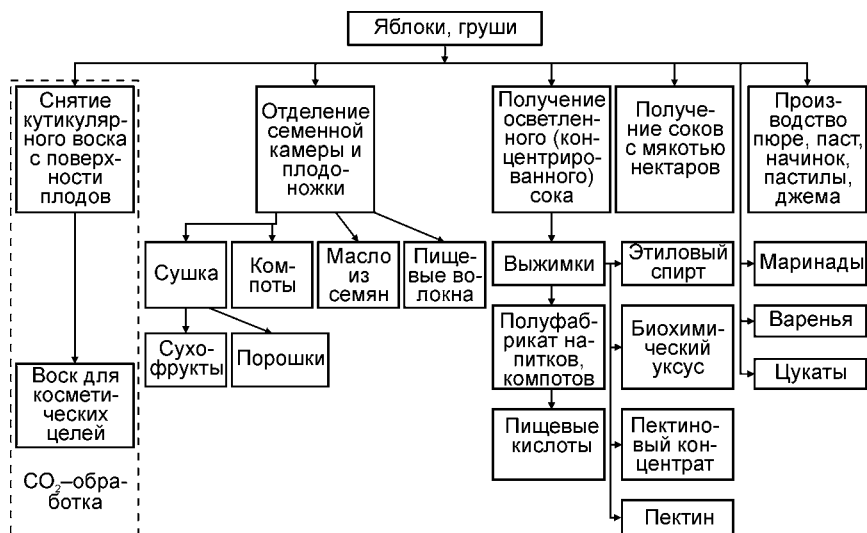 Яблоки, груши
Снятие
кутикуляр-
ного воска
с поверх-
ности
плодов
Отделение
семенной
камеры и
плодо-
ножки
Получение
осветлен-
ного (кон-
центриро-
ванного)
сока
Получе-
ние соков
с мякотью
нектаров
Произ-
водство
пюре, паст,
начинок,
пастилы,
джема
Сушка
Ком-
поты
Масло
из
семян
Пище-
вые во-
локна
Выжимки
Этиловый
спирт
Маринады
Сухо-
фрукты
Порошки
Полуфаб-
рикат на-
питков,
компотов
Биохими-
ческий
уксус
Варенья
Цукаты
Воск для
космети-
ческих
целей
Пищевые
кислоты
Пектино-
вый кон-
центрат
Пектин
CO₂–обра-
ботка